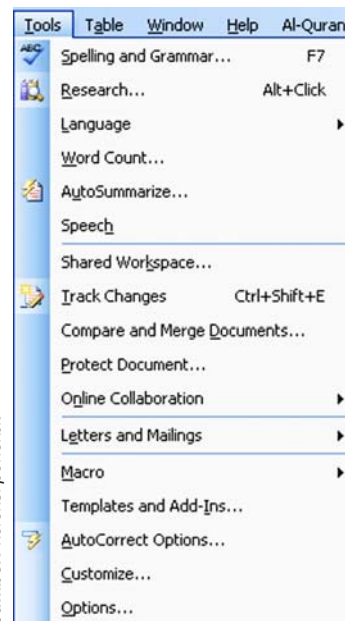 Tools Table Window Help Al-Quran
Spelling and Grammar... F7
Research... Alt+Click
Language
Word Count...
AutoSummarize...
Speech
Shared Workspace...
Track Changes Ctrl+Shift+E
Compare and Merge Documents...
Protect Document...
Online Collaboration
Letters and Mailings
Macro
Templates and Add-Ins...
AutoCorrect Options...
Customize...
Options...